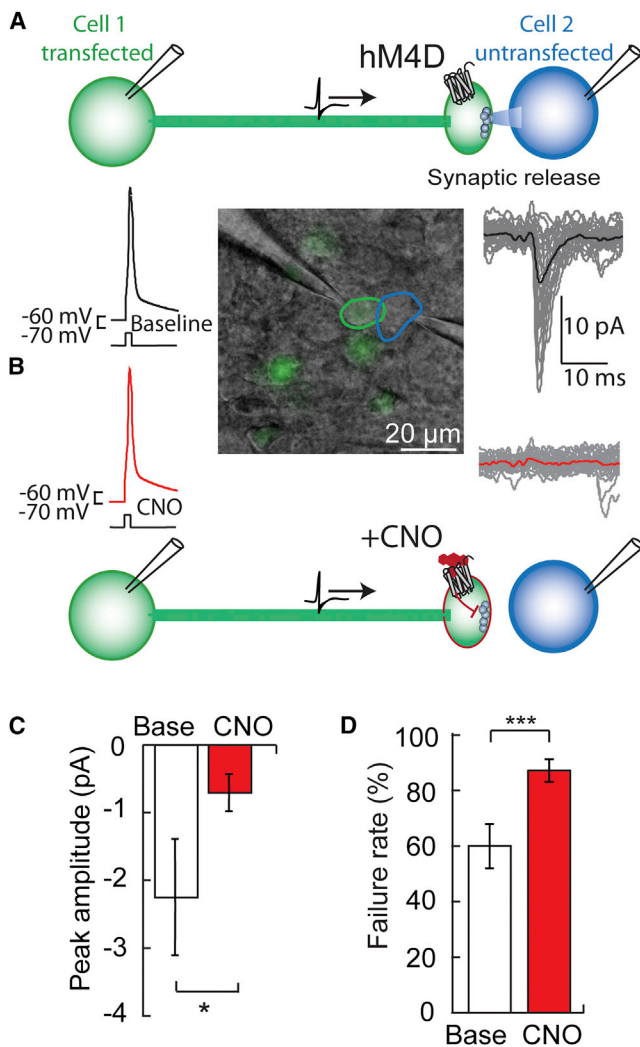 A
Cell 1
transfected
hM4D
Cell 2
untransfected
Synaptic release
-60 mV
-70 mV
Baseline
10 pA
10 ms
B
-60 mV
-70 mV
CNO
20 µm
+CNO
C
Base CNO
0
-1
-2
-3
-4
Peak amplitude (pA)
*
D
***
100
80
60
40
20
0
Failure rate (%)
Base CNO